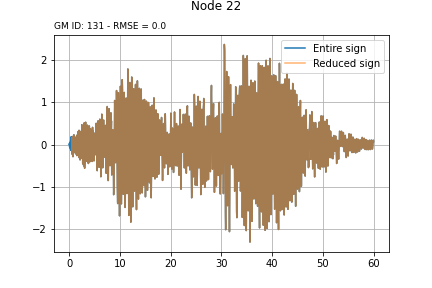 Node 22
GM ID: 131 - RMSE = 0.0
Entire sign
Reduced sign
2
1
0
−1
−2
0 10 20 30 40 50 60